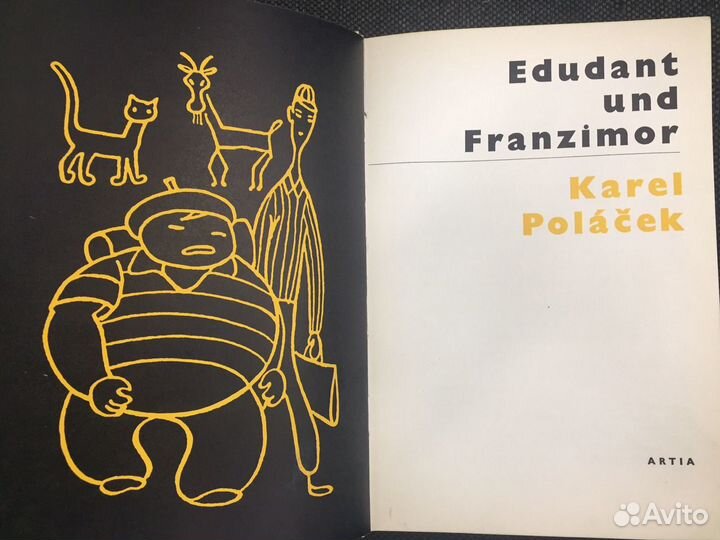 Edudant
und
Franzimor
Karel
Poláček
ARTIA
Avito